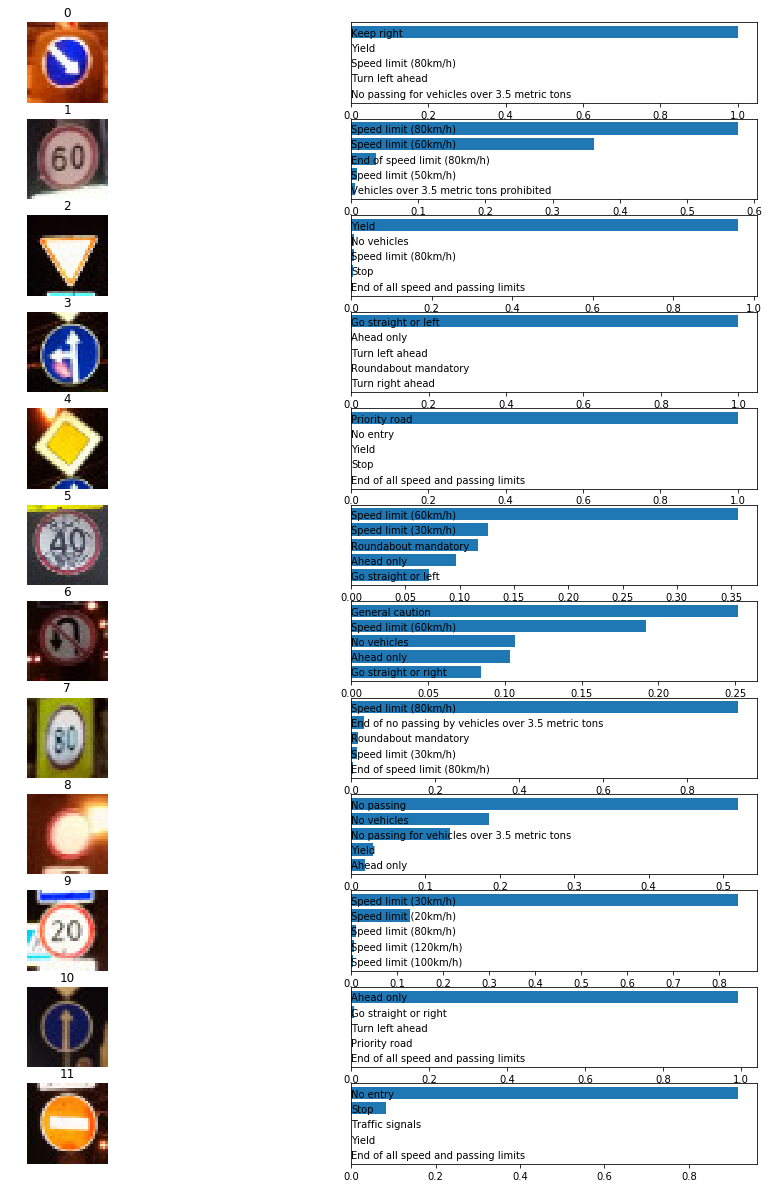 0
Keep right
Yield
Speed limit (80km/h)
Turn left ahead
No passing for vehicles over 3.5 metric tons
0.0 0.2 0.4 0.6 0.8 1.0
1
60
Speed limit (80km/h)
Speed limit (60km/h)
End of speed limit (80km/h)
Speed limit (50km/h)
Vehicles over 3.5 metric tons prohibited
0.0 0.1 0.2 0.3 0.4 0.5 0.6
2
Yield
No vehicles
Speed limit (80km/h)
Stop
End of all speed and passing limits
0.0 0.2 0.4 0.6 0.8 1.0
3
Go straight or left
Ahead only
Turn left ahead
Roundabout mandatory
Turn right ahead
0.0 0.2 0.4 0.6 0.8 1.0
4
Priority road
No entry
Yield
Stop
End of all speed and passing limits
0.0 0.2 0.4 0.6 0.8 1.0
5
40
Speed limit (60km/h)
Speed limit (30km/h)
Roundabout mandatory
Ahead only
Go straight or left
0.00 0.05 0.10 0.15 0.20 0.25 0.30 0.35
6
General caution
Speed limit (60km/h)
No vehicles
Ahead only
Go straight or right
0.00 0.05 0.10 0.15 0.20 0.25
7
80
Speed limit (80km/h)
End of no passing by vehicles over 3.5 metric tons
Roundabout mandatory
Speed limit (30km/h)
End of speed limit (80km/h)
0.0 0.2 0.4 0.6 0.8
8
No passing
No vehicles
No passing for vehicles over 3.5 metric tons
Yield
Ahead only
0.0 0.1 0.2 0.3 0.4 0.5
9
20
Speed limit (30km/h)
Speed limit (20km/h)
Speed limit (80km/h)
Speed limit (120km/h)
Speed limit (100km/h)
0.0 0.1 0.2 0.3 0.4 0.5 0.6 0.7 0.8
10
Ahead only
Go straight or right
Turn left ahead
Priority road
End of all speed and passing limits
0.0 0.2 0.4 0.6 0.8 1.0
11
No entry
Stop
Traffic signals
Yield
End of all speed and passing limits
0.0 0.2 0.4 0.6 0.8